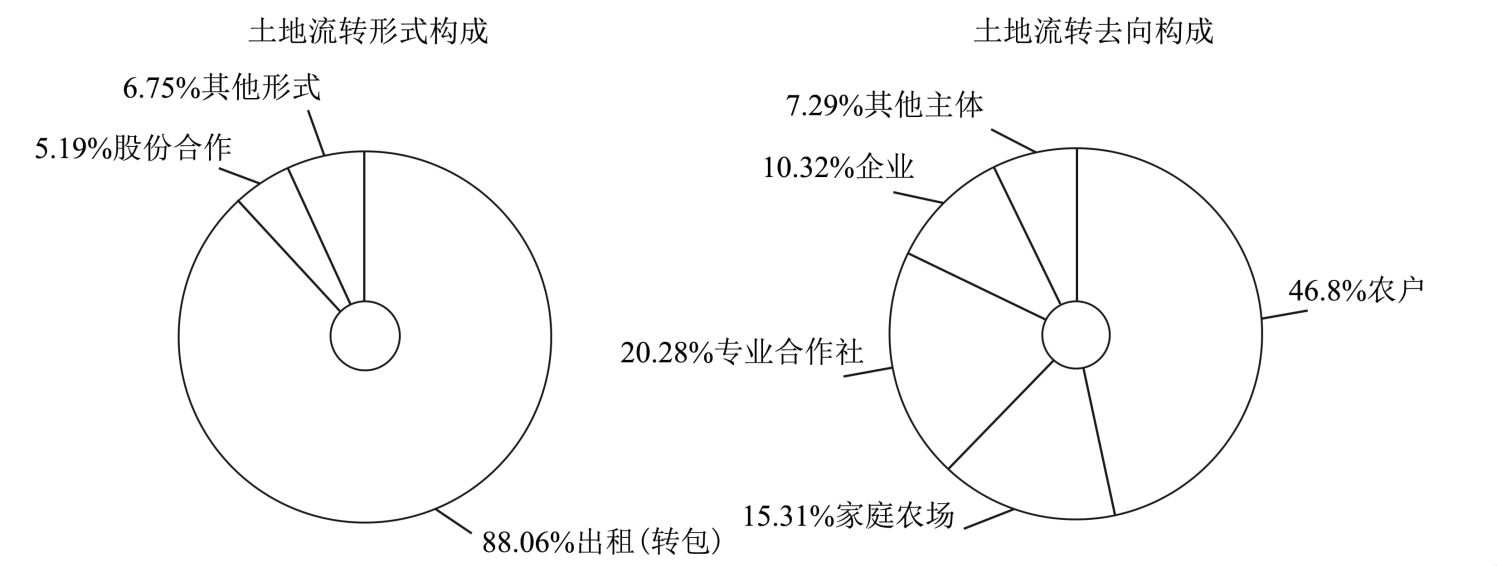 土地流转形式构成
6.75%其他形式
5.19%股份合作
88.06%出租(转包)
土地流转去向构成
7.29%其他主体
10.32%企业
46.8%农户
20.28%专业合作社
15.31%家庭农场